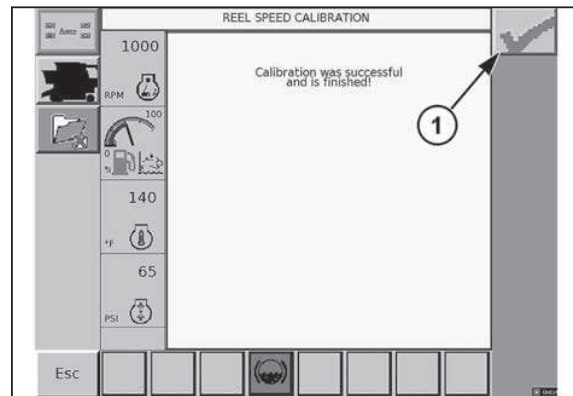 REEL SPEED CALIBRATION
1000
RPM
Calibration was successful
and is finished!
1
100
0
140
°F
65
PSI
Esc